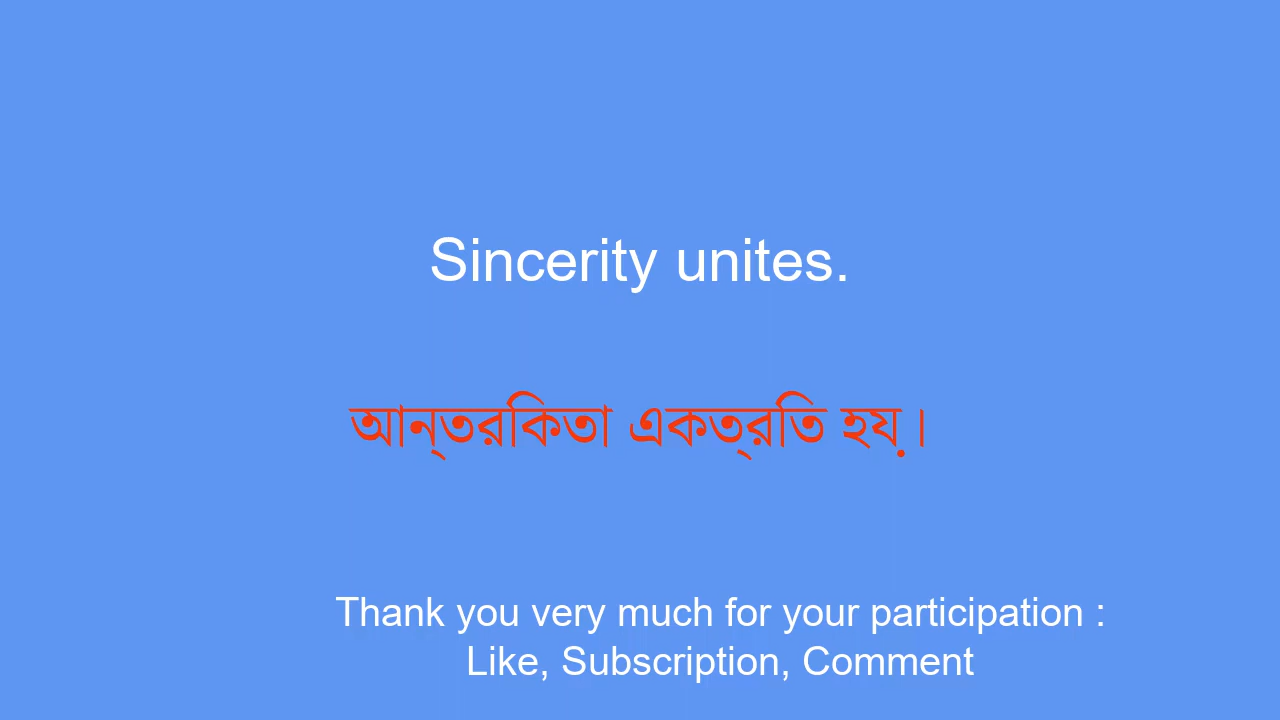 Sincerity unites.
আন্তরিকতা একত্রিত হয়।
Thank you very much for your participation :
Like, Subscription, Comment